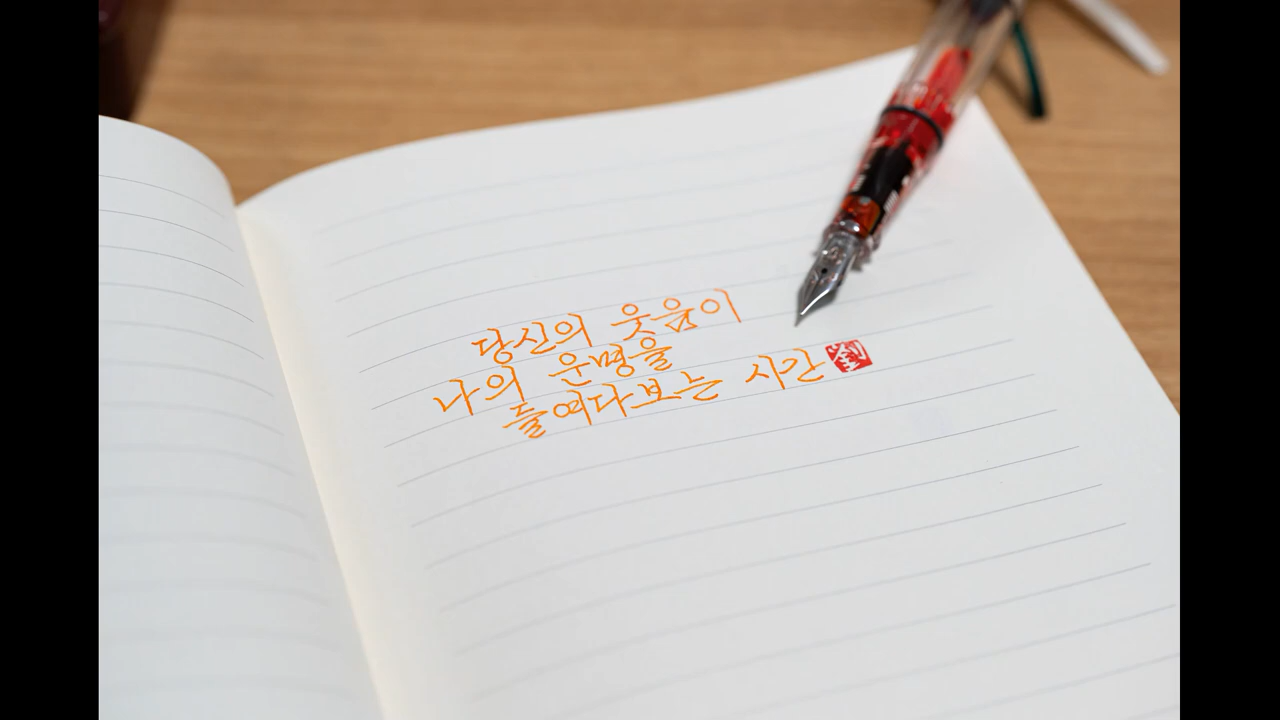 당신의 웃음이
나의 운명을
들여다보는 시간